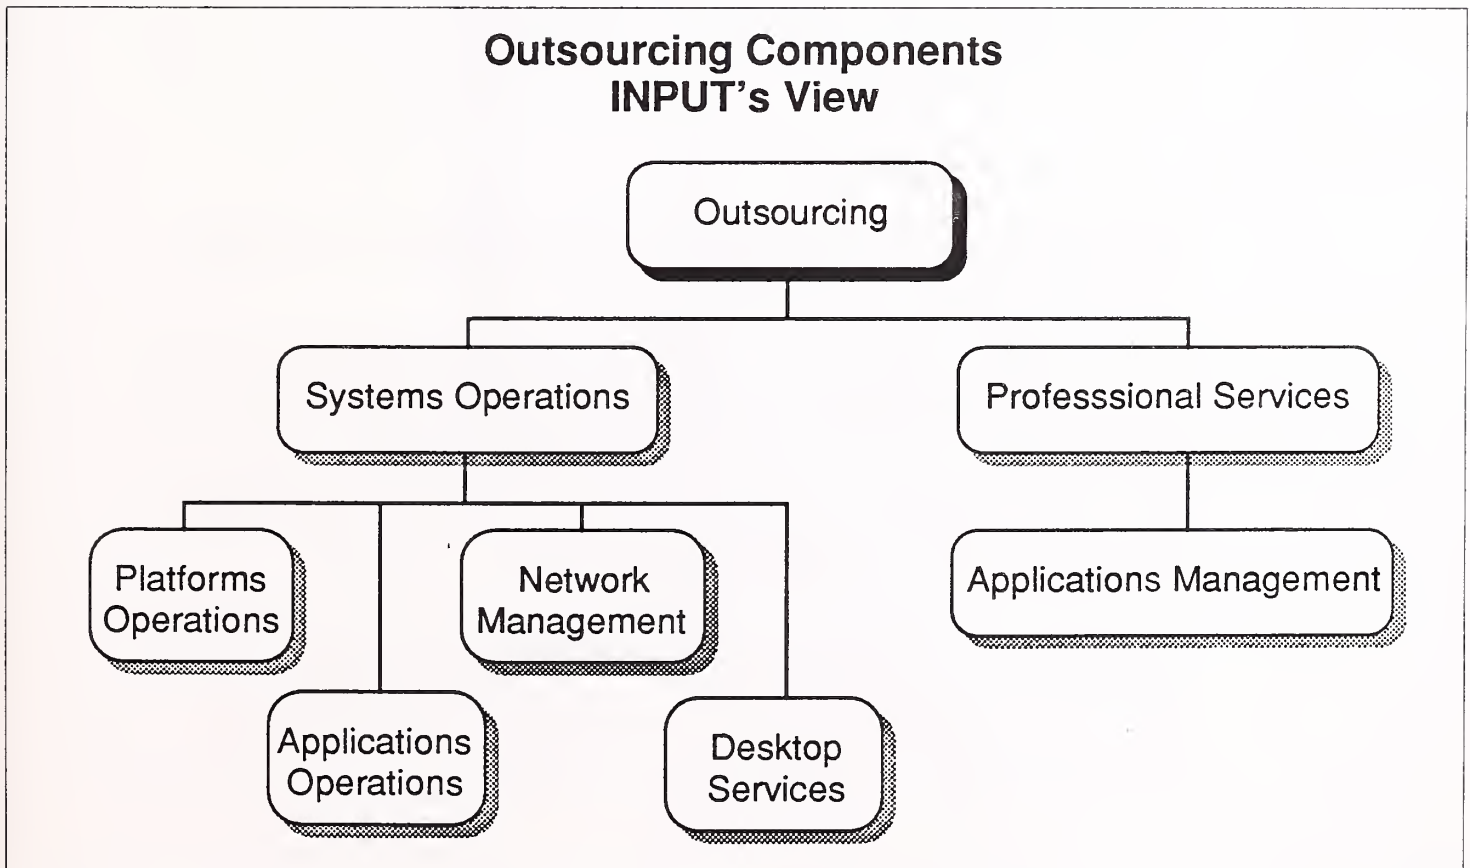 Outsourcing Components
INPUT's View
Outsourcing
Systems Operations
Professsional Services
Platforms
Operations
Network
Management
Applications Management
Applications
Operations
Desktop
Services